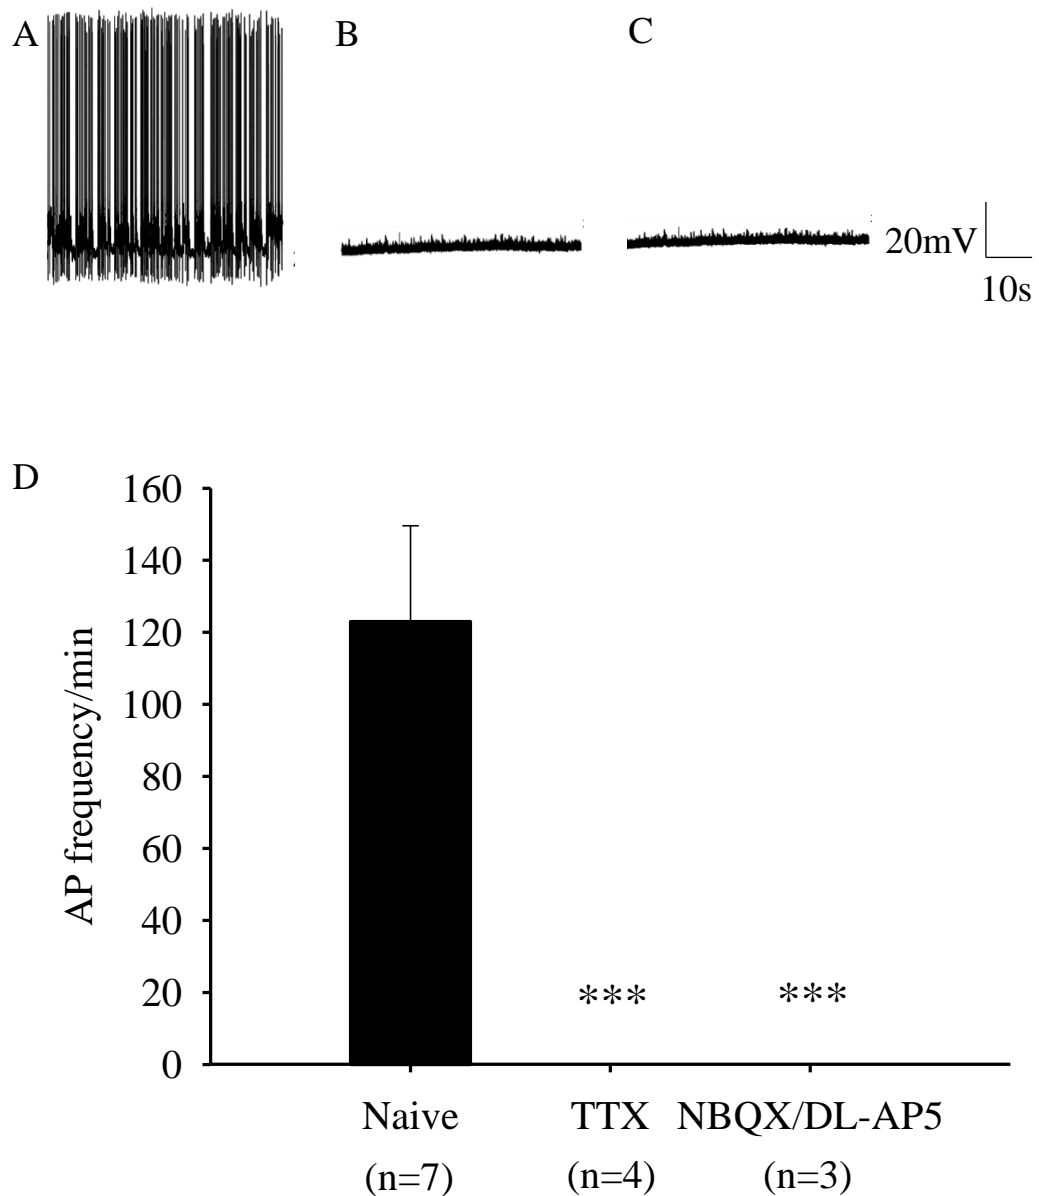 A
B
C
20mV
10s
D
160
140
120
100
80
60
40
20
0
AP frequency/min
***
***
Naive
TTX
NBQX/DL-AP5
(n=7)
(n=4)
(n=3)